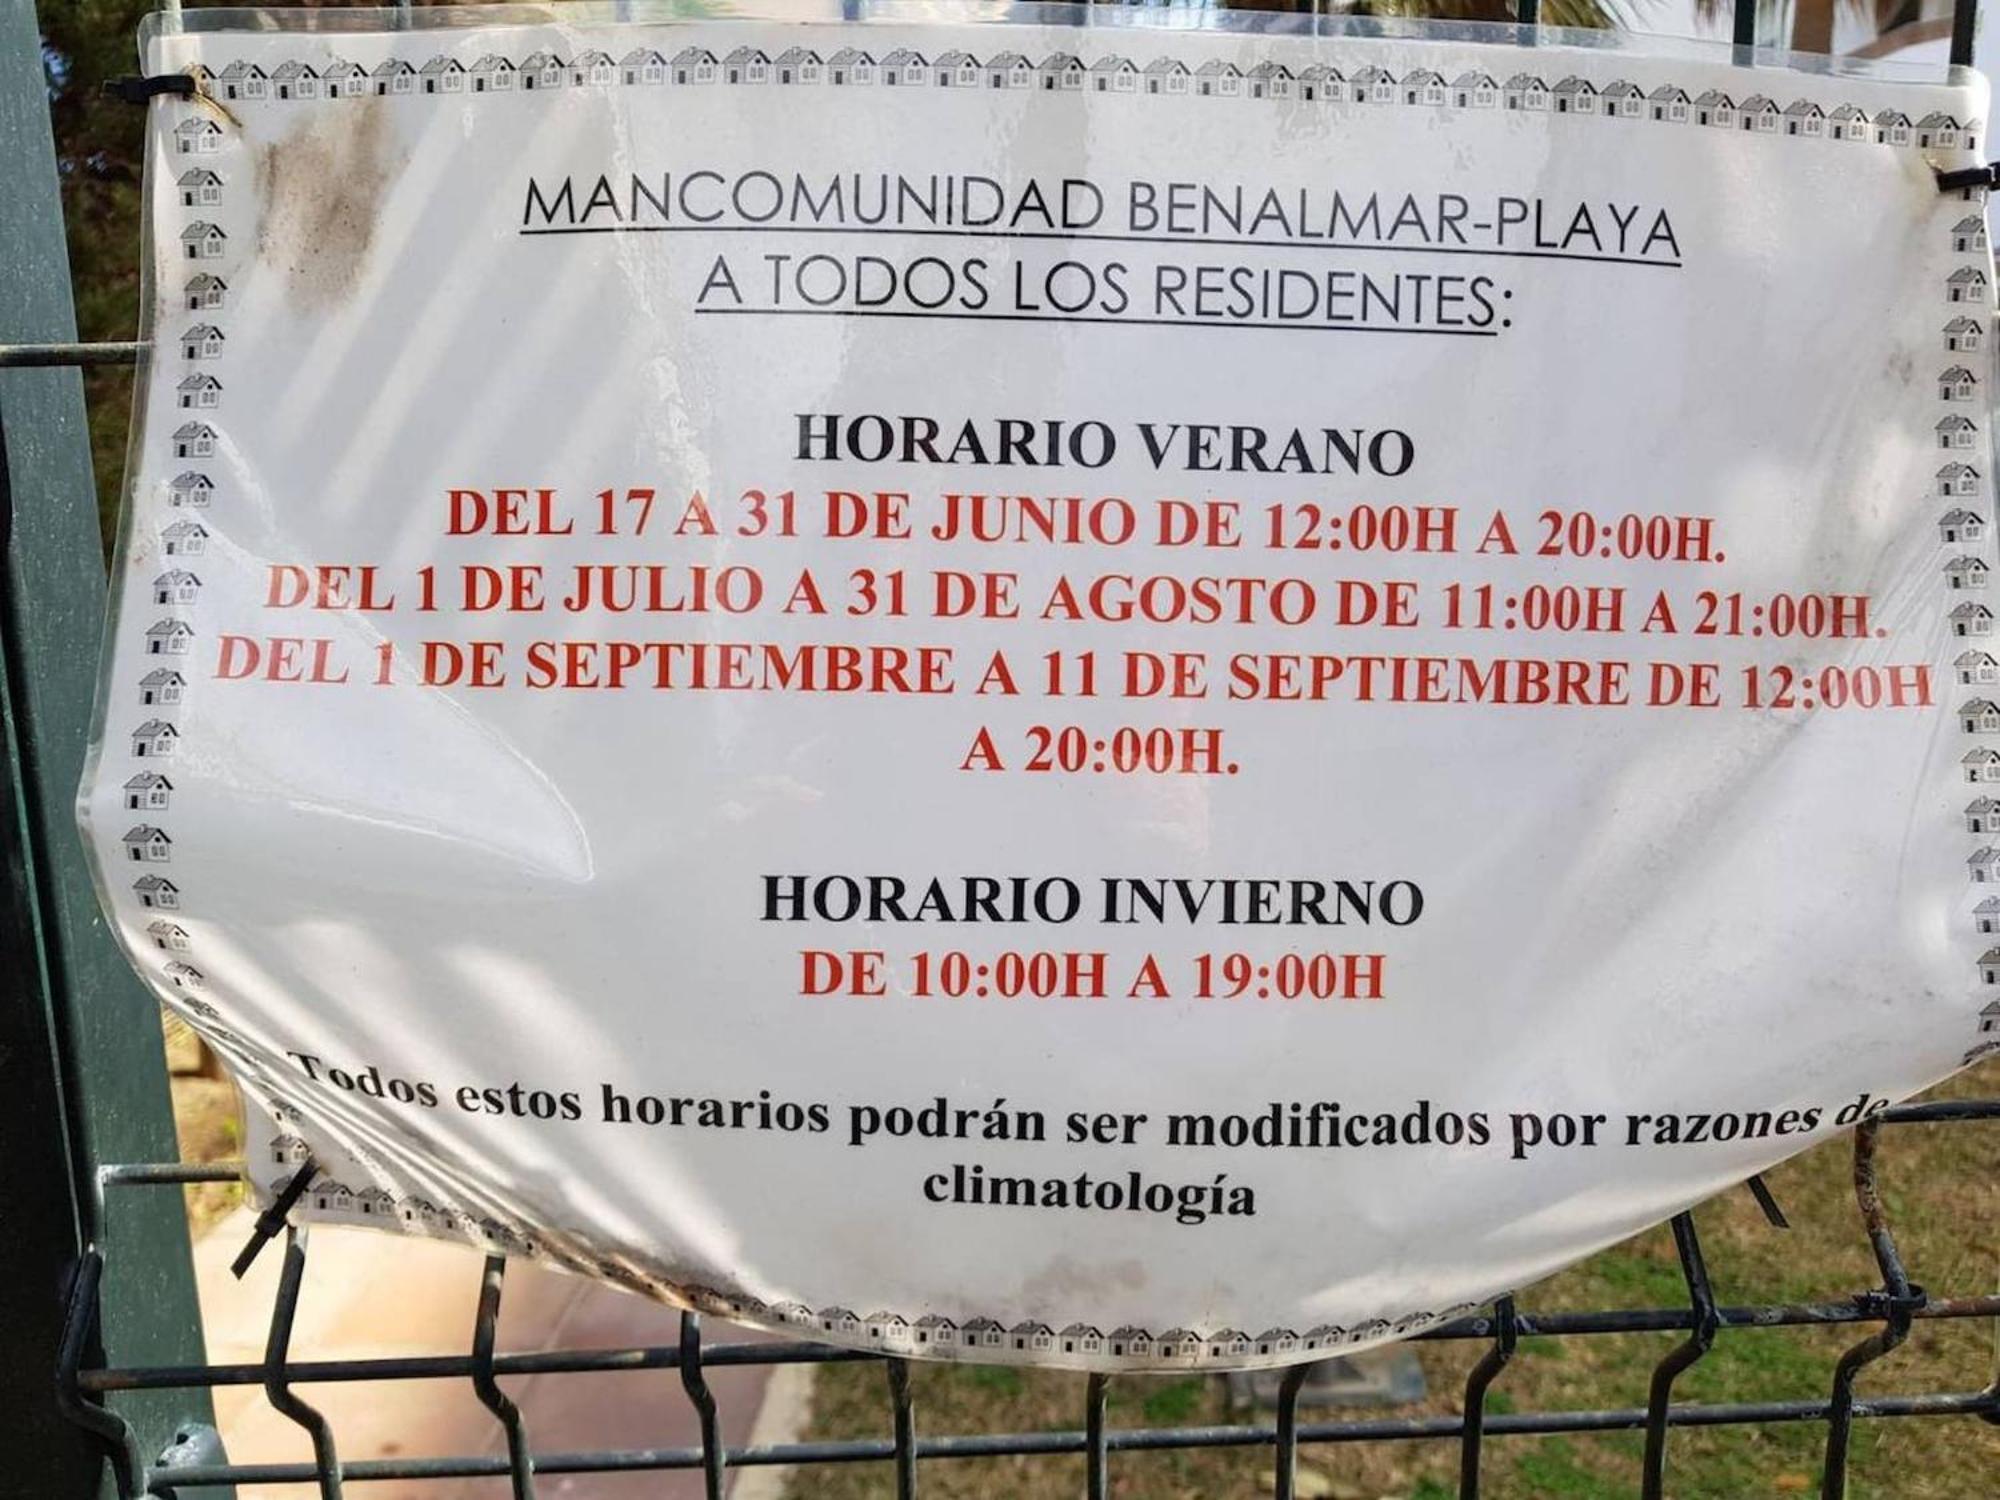 MANCOMUNIDAD BENALMAR-PLAYA
A TODOS LOS RESIDENTES:
HORARIO VERANO
DEL 17 A 31 DE JUNIO DE 12:00H A 20:00H.
DEL 1 DE JULIO A 31 DE AGOSTO DE 11:00H A 21:00H.
DEL 1 DE SEPTIEMBRE A 11 DE SEPTIEMBRE DE 12:00H
A 20:00H.
HORARIO INVIERNO
DE 10:00H A 19:00H
Todos estos horarios podrán ser modificados por razones de
climatología